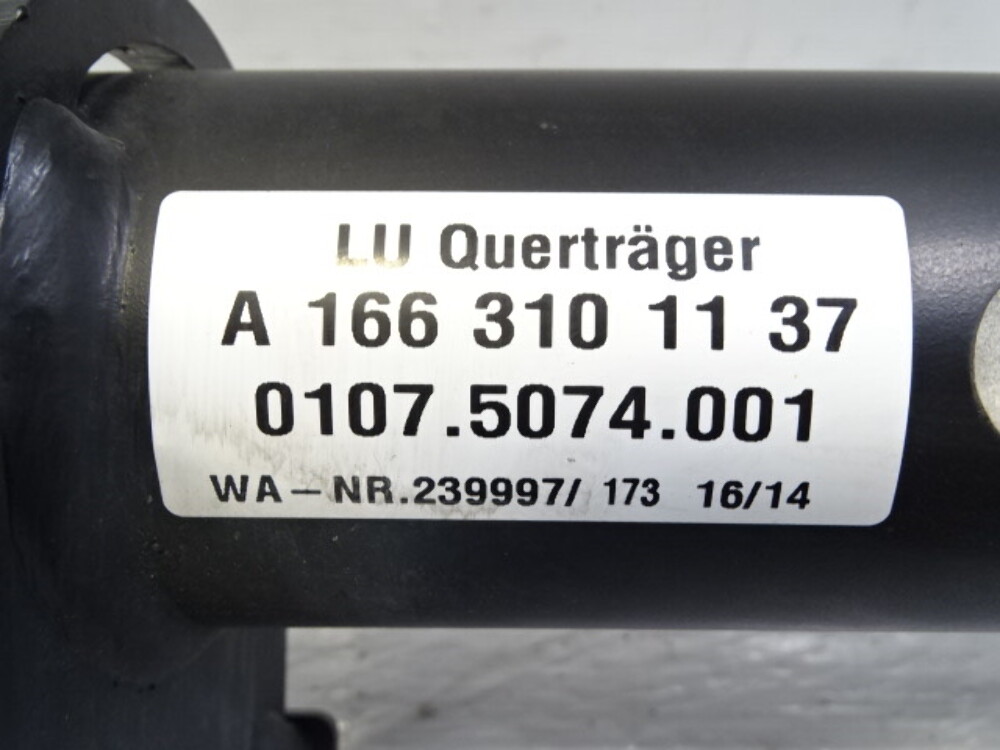 LU Querträger
A 166 310 11 37
0107.5074.001
WA-NR.239997/ 173 16/14